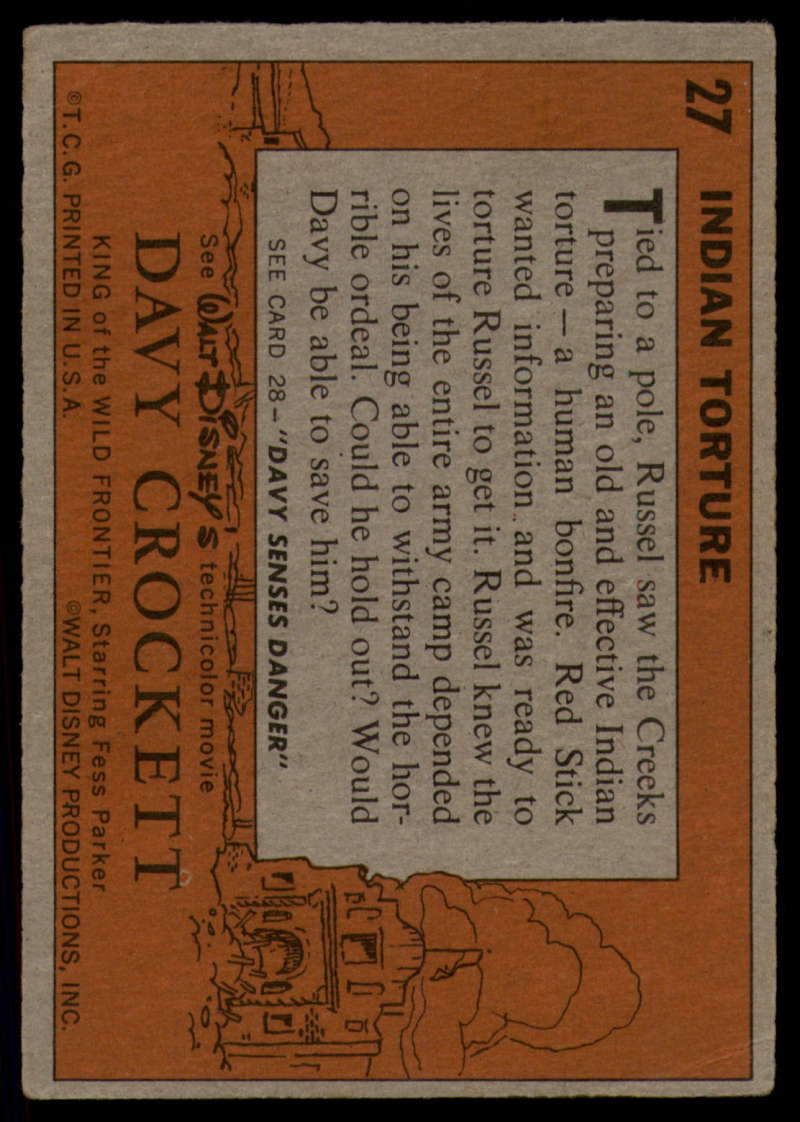 27 INDIAN TORTURE
Tied to a pole, Russel saw the Creeks
preparing an old and effective Indian
torture — a human bonfire. Red Stick
wanted information and was ready to
torture Russel to get it. Russel knew the
lives of the entire army camp depended
on his being able to withstand the hor-
rible ordeal. Could he hold out? Would
Davy be able to save him?
SEE CARD 28 – "DAVY SENSES DANGER"
See WALT DISNEY'S technicolor movie
DAVY CROCKETT
KING of the WILD FRONTIER, Starring Fess Parker
©T.C.G. PRINTED IN U.S.A. ©WALT DISNEY PRODUCTIONS, INC.